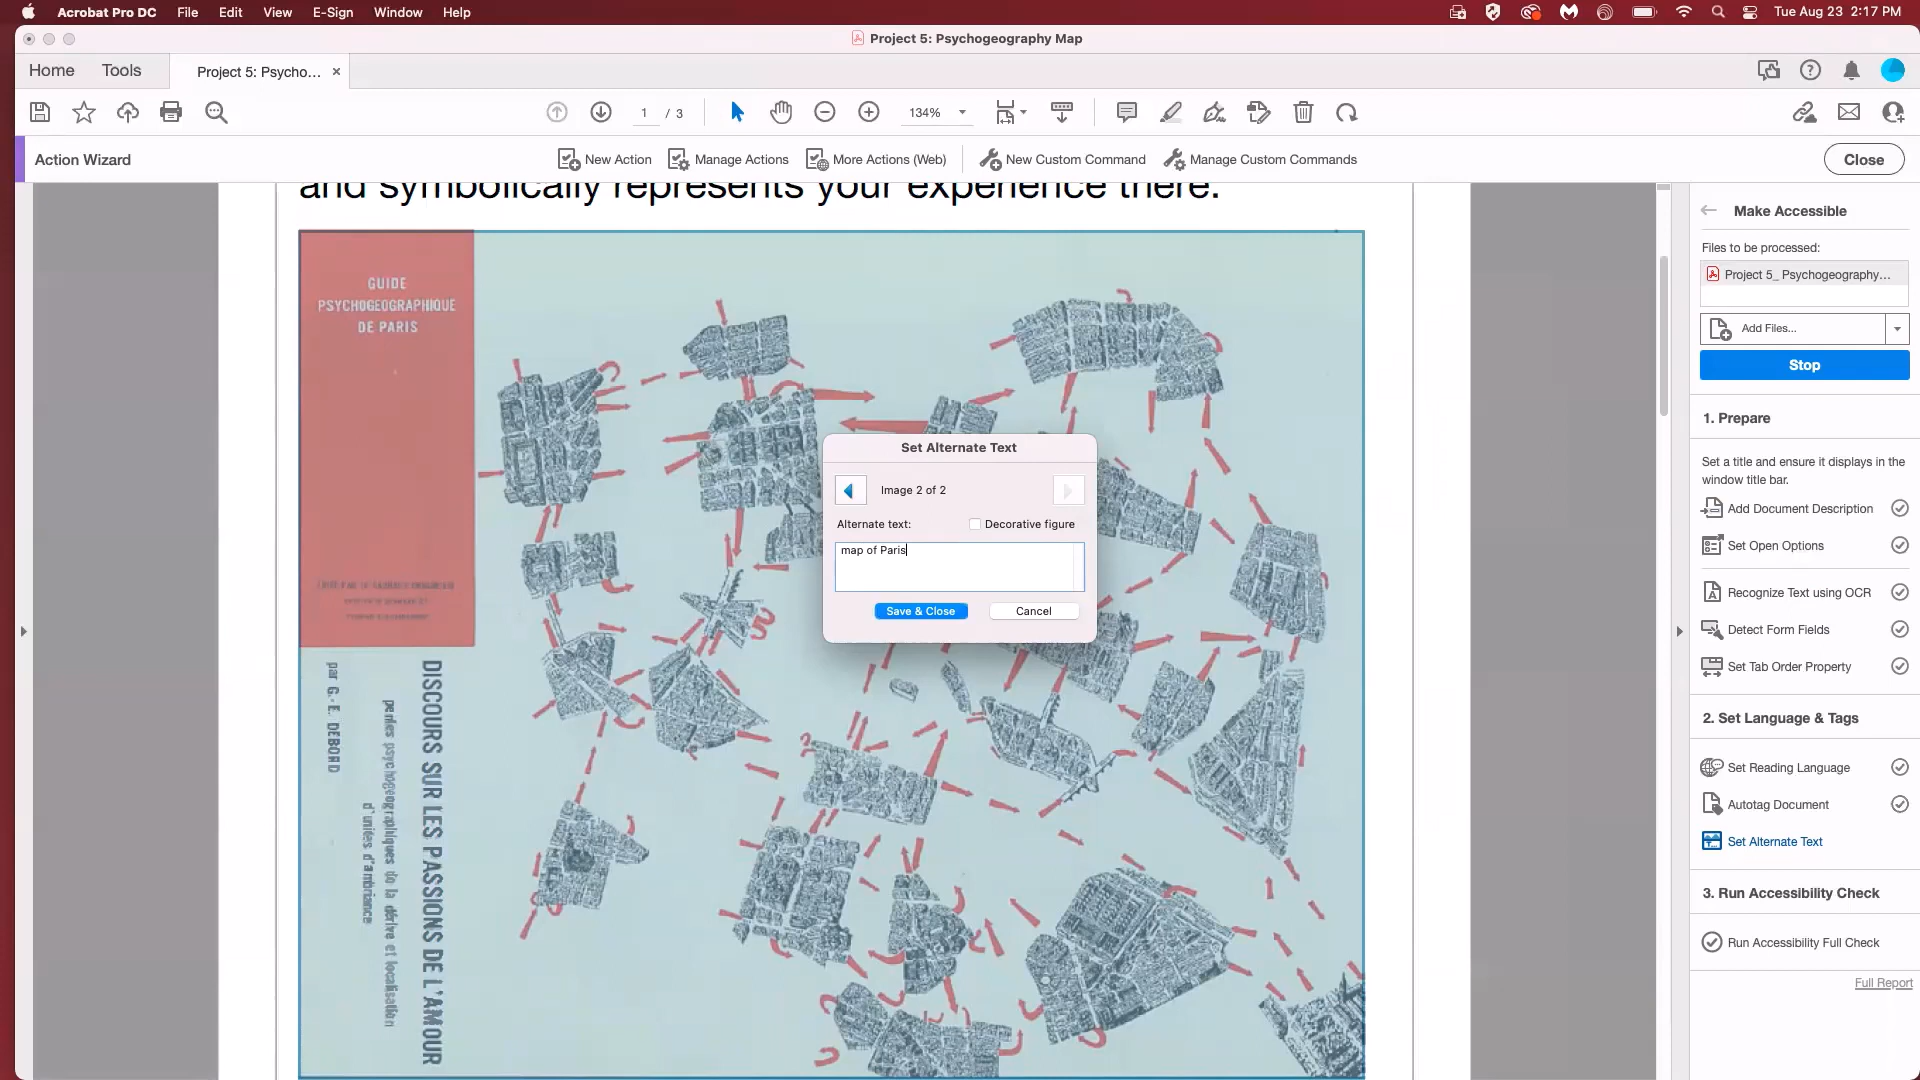 Acrobat Pro DC File Edit View E-Sign Window Help
Tue Aug 23 2:17 PM
Project 5: Psychogeography Map
Home Tools Project 5: Psycho... ×
1 / 3
134%
Action Wizard
New Action Manage Actions More Actions (Web) New Custom Command Manage Custom Commands
Close
and symbolically represents your experience there.
GUIDE
PSYCHOGEOGRAPHIQUE
DE PARIS
DISCOURS SUR LES PASSIONS DE L'AMOUR
pentes psychogéographiques de la dérive et localisation
d'unités d'ambiance
par G.-E. DEBORD
Set Alternate Text
Image 2 of 2
Alternate text: Decorative figure
map of Paris
Save & Close Cancel
Make Accessible
Files to be processed:
Project 5_ Psychogeography...
Add Files...
Stop
1. Prepare
Set a title and ensure it displays in the
window title bar.
Add Document Description
Set Open Options
Recognize Text using OCR
Detect Form Fields
Set Tab Order Property
2. Set Language & Tags
Set Reading Language
Autotag Document
Set Alternate Text
3. Run Accessibility Check
Run Accessibility Full Check
Full Report